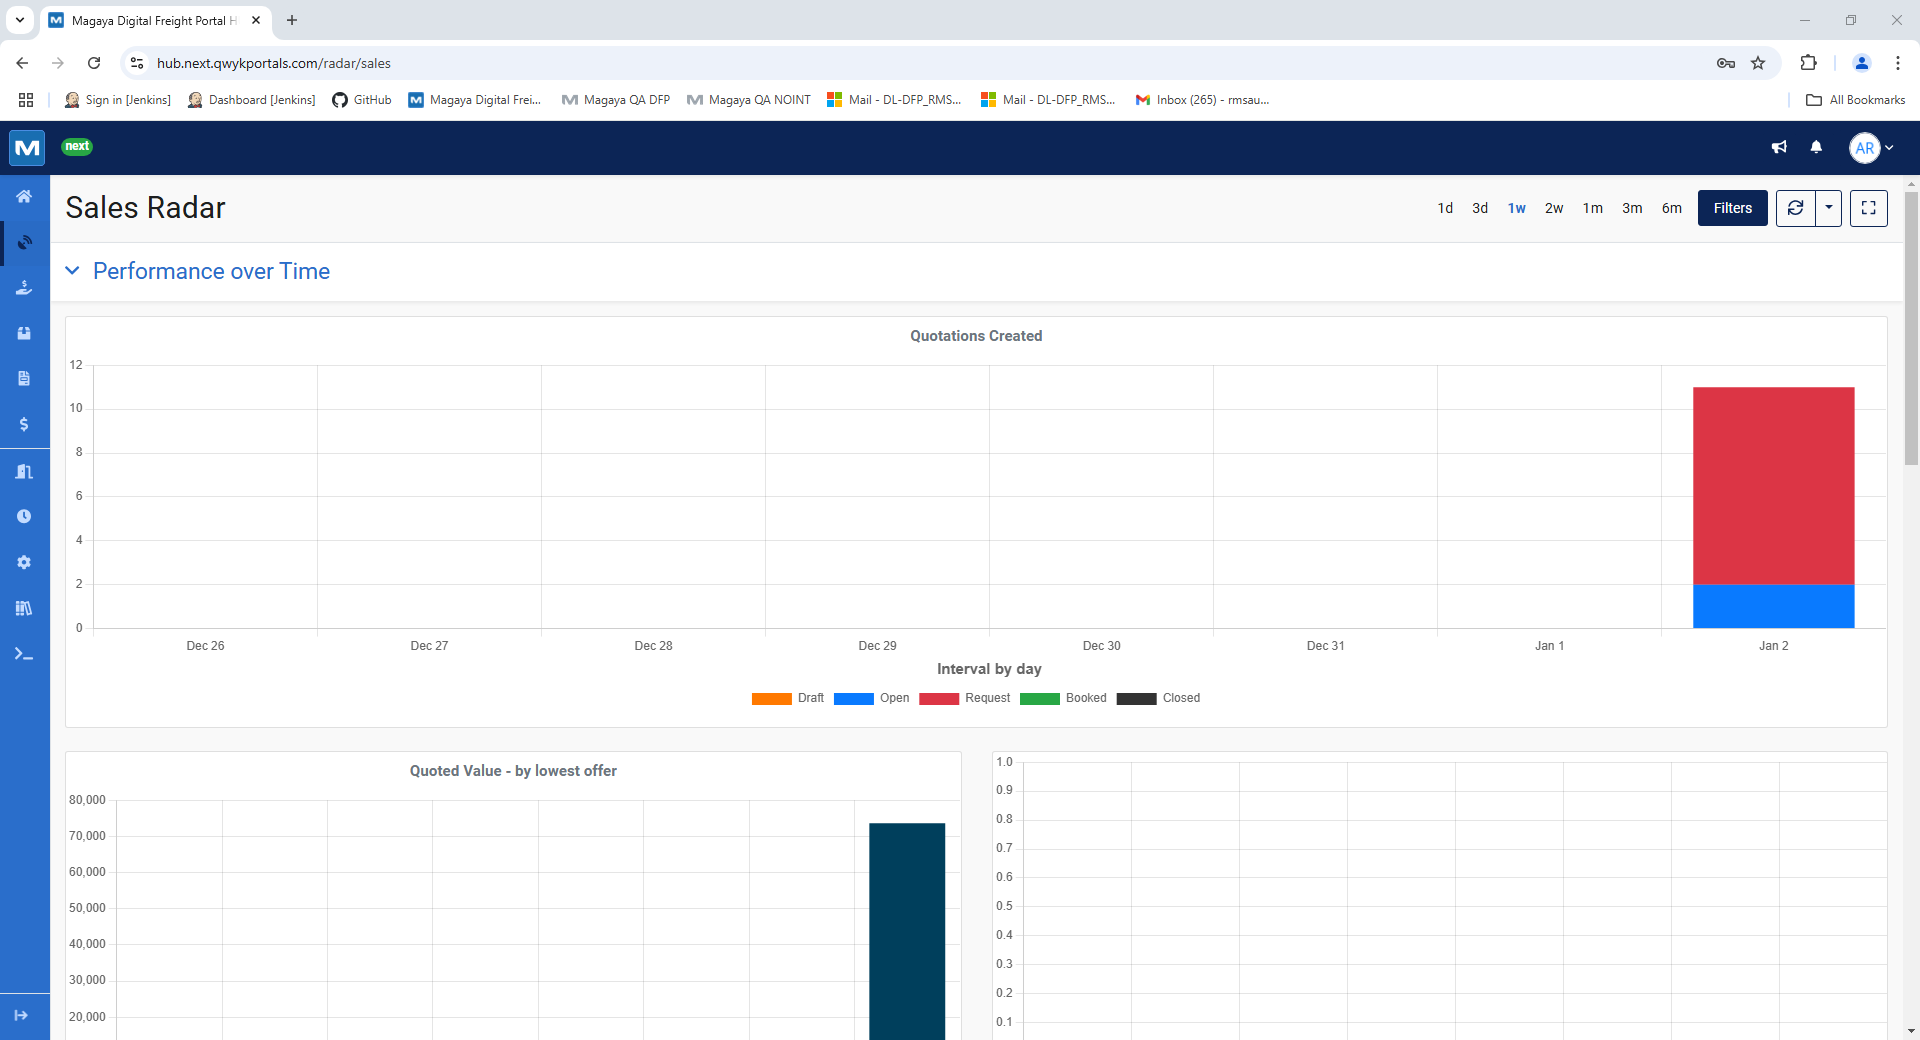 Magaya Digital Freight Portal H
hub.next.qwykportals.com/radar/sales
Sign in [Jenkins]
Dashboard [Jenkins]
GitHub
Magaya Digital Frei...
Magaya QA DFP
Magaya QA NOINT
Mail - DL-DFP_RMS...
Mail - DL-DFP_RMS...
Inbox (265) - rmsau...
All Bookmarks
next
AR
Sales Radar
1d 3d 1w 2w 1m 3m 6m Filters
Performance over Time
Quotations Created
12
10
8
6
4
2
0
Dec 26 Dec 27 Dec 28 Dec 29 Dec 30 Dec 31 Jan 1 Jan 2
Interval by day
Draft Open Request Booked Closed
Quoted Value - by lowest offer
80,000
70,000
60,000
50,000
40,000
30,000
20,000
1.0
0.9
0.8
0.7
0.6
0.5
0.4
0.3
0.2
0.1